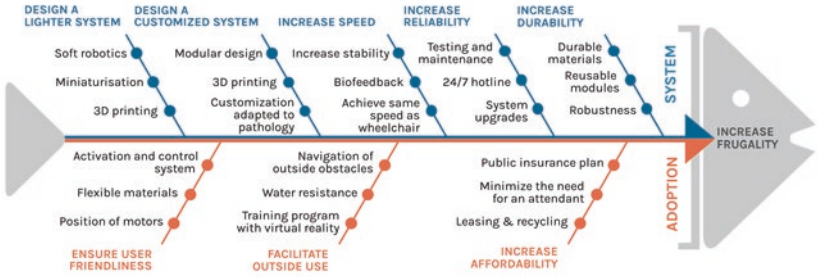 DESIGN A
LIGHTER SYSTEM
DESIGN A
CUSTOMIZED SYSTEM
INCREASE SPEED
INCREASE
RELIABILITY
INCREASE
DURABILITY
Soft robotics
Miniaturisation
3D printing
Modular design
3D printing
Customization
adapted to
pathology
Increase stability
Biofeedback
Achieve same
speed as
wheelchair
Testing and
maintenance
24/7 hotline
System
upgrades
Durable
materials
Reusable
modules
Robustness
SYSTEM
INCREASE
FRUGALITY
Activation and control
system
Flexible materials
Position of motors
Navigation of
outside obstacles
Water resistance
Training program
with virtual reality
Public insurance plan
Minimize the need
for an attendant
Leasing & recycling
ADOPTION
ENSURE USER
FRIENDLINESS
FACILITATE
OUTSIDE USE
INCREASE
AFFORDABILITY